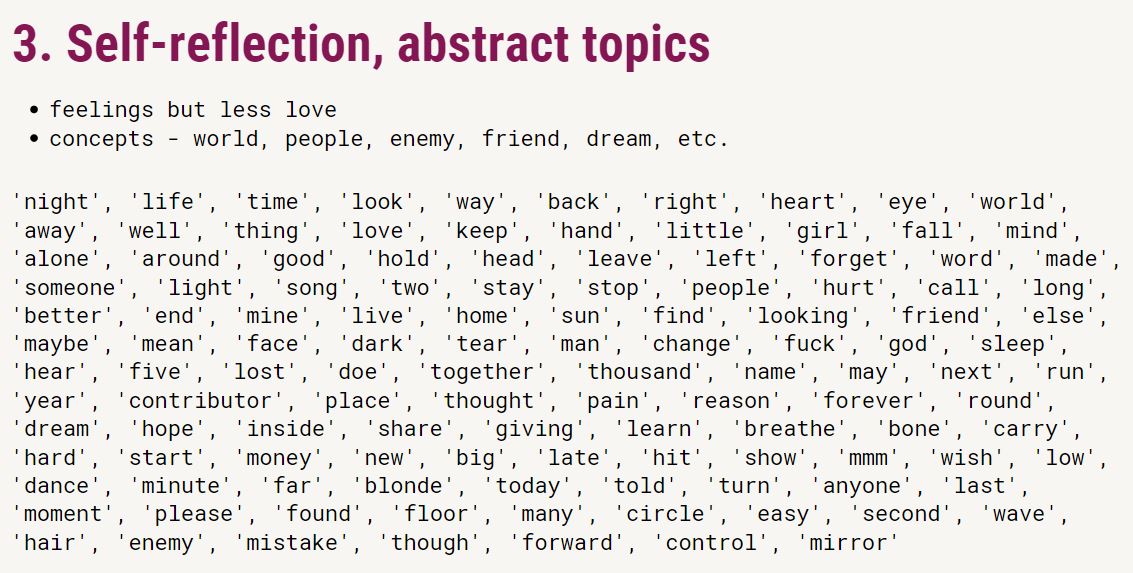 3. Self-reflection, abstract topics
• feelings but less love
• concepts - world, people, enemy, friend, dream, etc.
'night', 'life', 'time', 'look', 'way', 'back', 'right', 'heart', 'eye', 'world',
'away', 'well', 'thing', 'love', 'keep', 'hand', 'little', 'girl', 'fall', 'mind',
'alone', 'around', 'good', 'hold', 'head', 'leave', 'left', 'forget', 'word', 'made',
'someone', 'light', 'song', 'two', 'stay', 'stop', 'people', 'hurt', 'call', 'long',
'better', 'end', 'mine', 'live', 'home', 'sun', 'find', 'looking', 'friend', 'else',
'maybe', 'mean', 'face', 'dark', 'tear', 'man', 'change', 'fuck', 'god', 'sleep',
'hear', 'five', 'lost', 'doe', 'together', 'thousand', 'name', 'may', 'next', 'run',
'year', 'contributor', 'place', 'thought', 'pain', 'reason', 'forever', 'round',
'dream', 'hope', 'inside', 'share', 'giving', 'learn', 'breathe', 'bone', 'carry',
'hard', 'start', 'money', 'new', 'big', 'late', 'hit', 'show', 'mmm', 'wish', 'low',
'dance', 'minute', 'far', 'blonde', 'today', 'told', 'turn', 'anyone', 'last',
'moment', 'please', 'found', 'floor', 'many', 'circle', 'easy', 'second', 'wave',
'hair', 'enemy', 'mistake', 'though', 'forward', 'control', 'mirror'